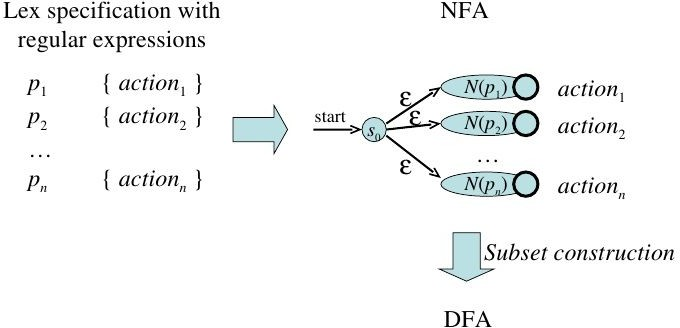 Lex specification with
regular expressions
p1 { action1 }
p2 { action2 }
…
pn { actionn }
NFA
start
s0
ε
ε
ε
N(p1) action1
N(p2) action2
…
N(pn) actionn
Subset construction
DFA